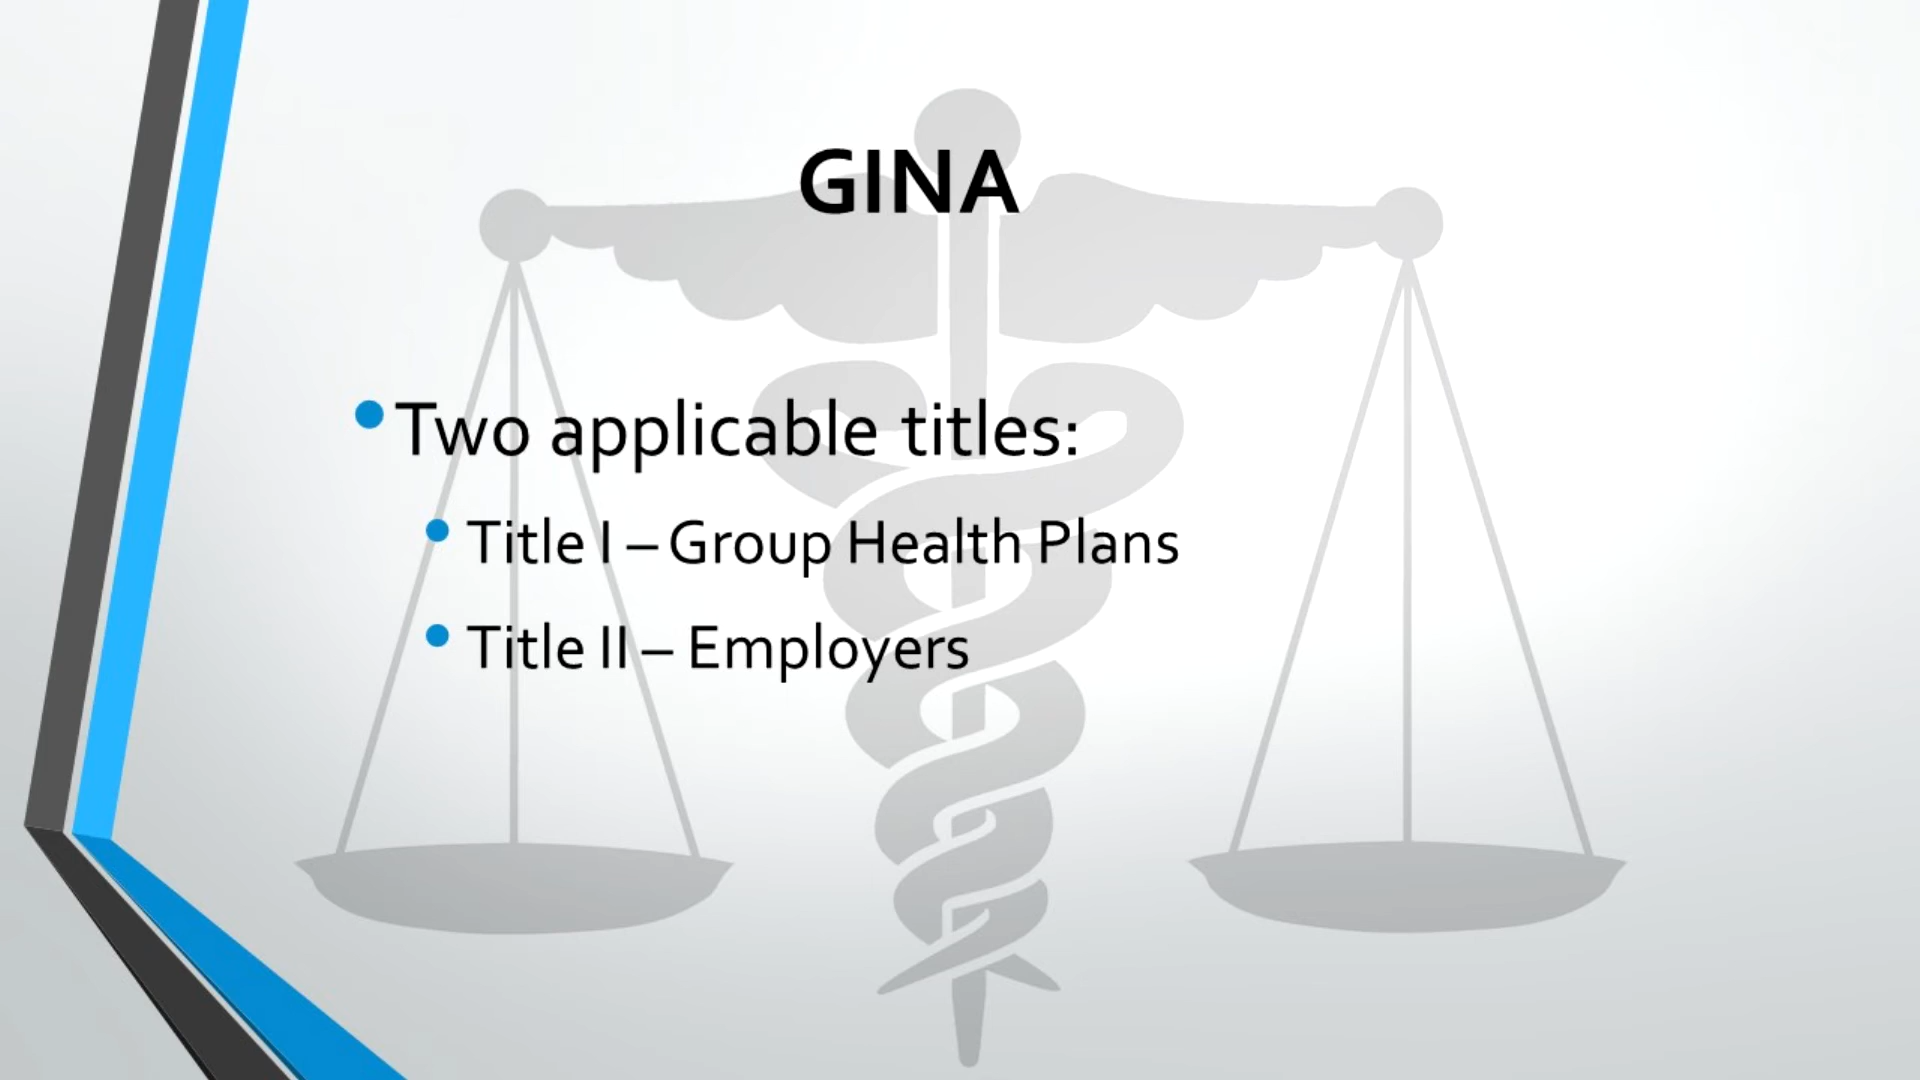 GINA
• Two applicable titles:
• Title I – Group Health Plans
• Title II – Employers